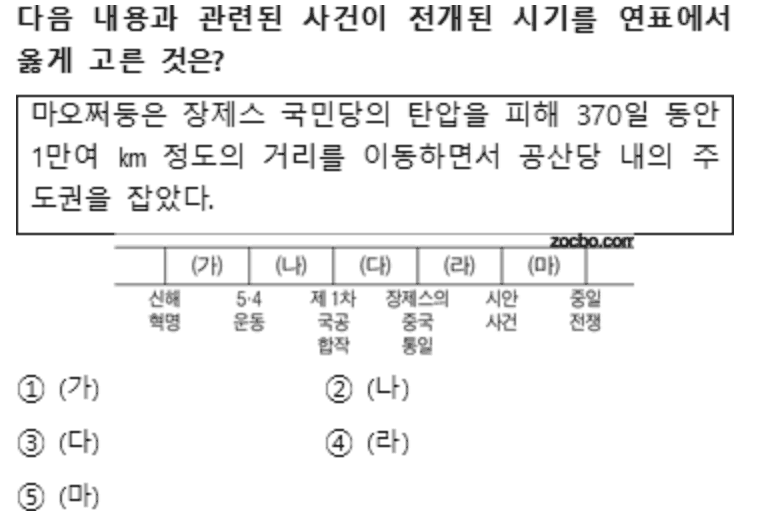 다음 내용과 관련된 사건이 전개된 시기를 연표에서
옳게 고른 것은?
마오쩌둥은 장제스 국민당의 탄압을 피해 370일 동안
1만여 ㎞ 정도의 거리를 이동하면서 공산당 내의 주
도권을 잡았다.
zocbo.com
(가) (나) (다) (라) (마)
신해 5·4 제1차 장제스의 시안 중일
혁명 운동 국공 중국 사건 전쟁
합작 통일
① (가) ② (나)
③ (다) ④ (라)
⑤ (마)